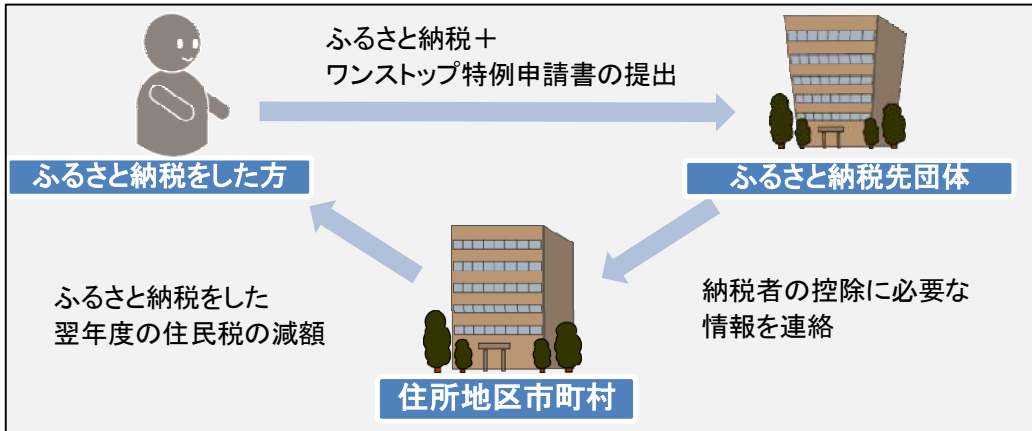 ふるさと納税＋
ワンストップ特例申請書の提出
ふるさと納税をした方
ふるさと納税先団体
ふるさと納税をした
翌年度の住民税の減額
納税者の控除に必要な
情報を連絡
住所地区市町村